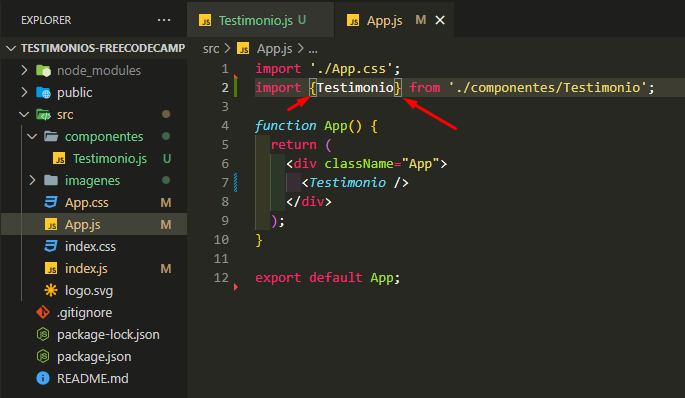 EXPLORER
Testimonio.js U
App.js M
TESTIMONIOS-FREECODECAMP
src > JS App.js > ...
node_modules
public
src
componentes
JS Testimonio.js U
imagenes
App.css M
JS App.js M
index.css
JS index.js M
logo.svg
.gitignore
package-lock.json
package.json
README.md
1 import './App.css';
2 import {Testimonio} from './componentes/Testimonio';
3
4 function App() {
5 return (
6 <div className="App">
7 <Testimonio />
8 </div>
9 );
10 }
11
12 export default App;